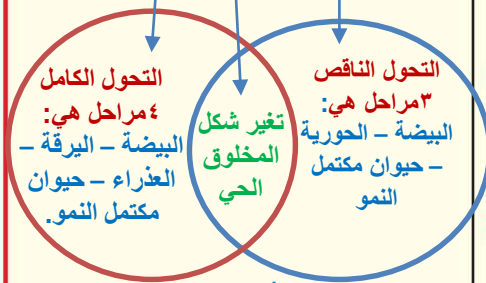 التحول الناقص
٣مراحل هي:
البيضة – الحورية
– حيوان مكتمل
النمو
تغير شكل
المخلوق
الحي
التحول الكامل
٤مراحل هي:
البيضة – اليرقة –
العذراء – حيوان
مكتمل النمو.